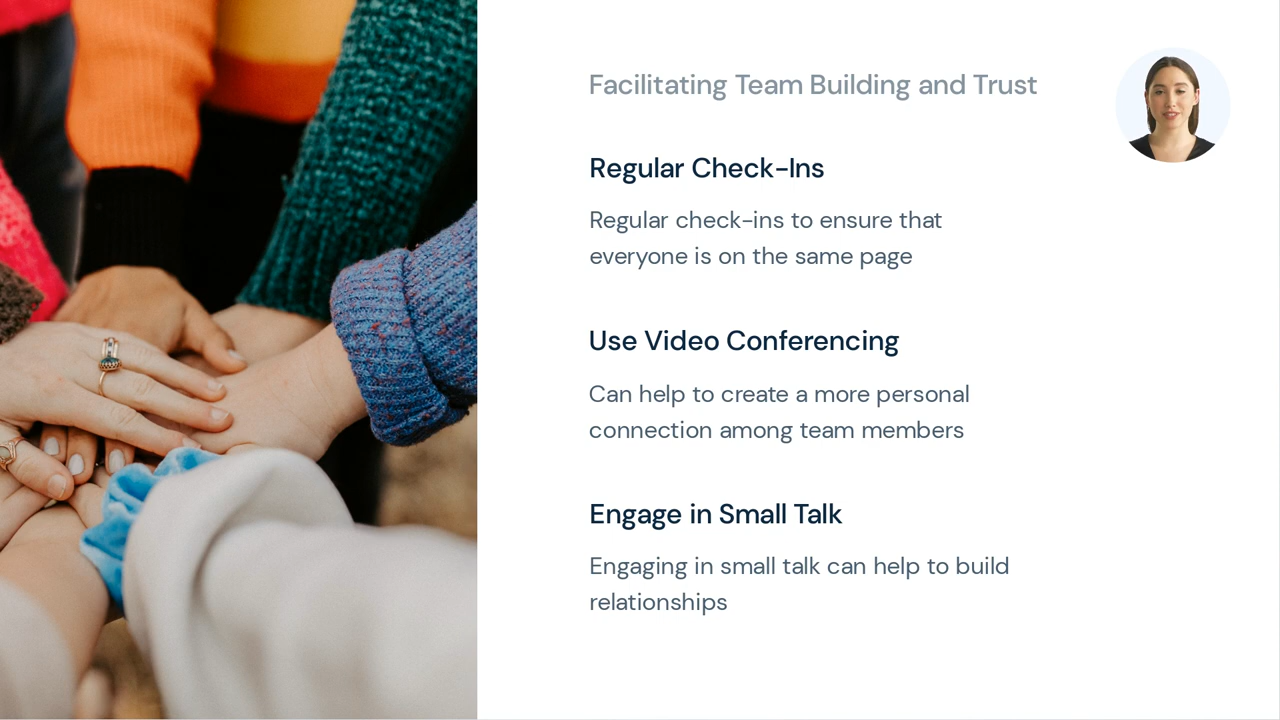 Facilitating Team Building and Trust
Regular Check-Ins
Regular check-ins to ensure that
everyone is on the same page
Use Video Conferencing
Can help to create a more personal
connection among team members
Engage in Small Talk
Engaging in small talk can help to build
relationships